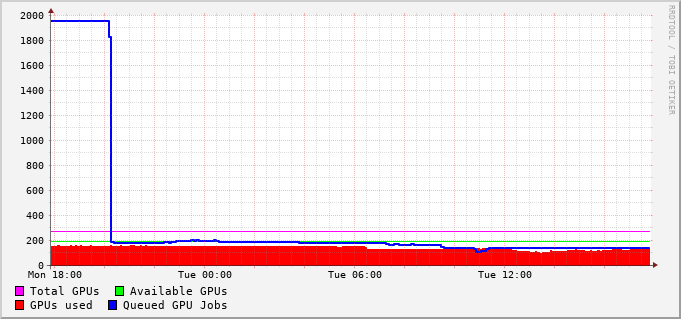 2000
1800
1600
1400
1200
1000
800
600
400
200
0
Mon 18:00 Tue 00:00 Tue 06:00 Tue 12:00
Total GPUs Available GPUs
GPUs used Queued GPU Jobs
RRDTOOL / TOBI OETIKER